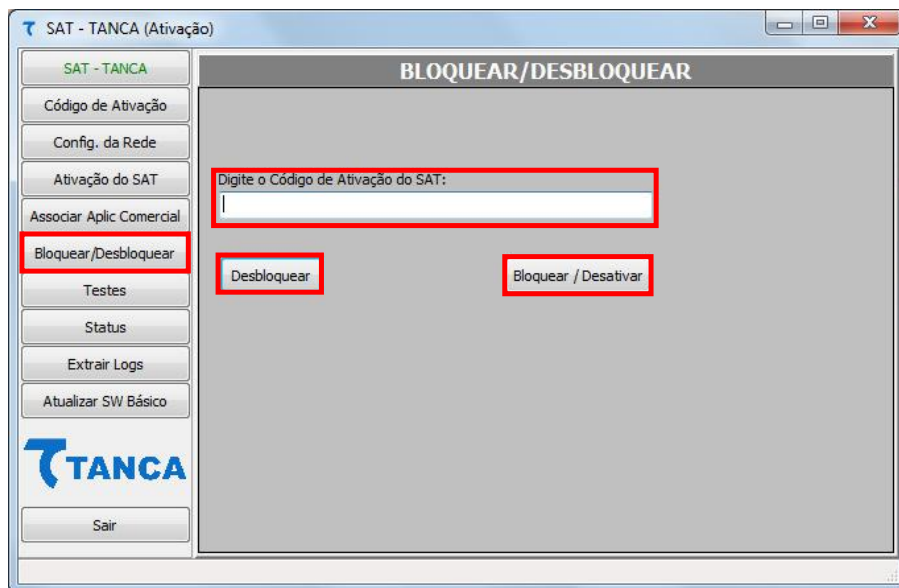 SAT - TANCA (Ativação)
SAT - TANCA
Código de Ativação
Config. da Rede
Ativação do SAT
Associar Aplic Comercial
Bloquear/Desbloquear
Testes
Status
Extrair Logs
Atualizar SW Básico
TANCA
Sair
BLOQUEAR/DESBLOQUEAR
Digite o Código de Ativação do SAT:
Desbloquear
Bloquear / Desativar